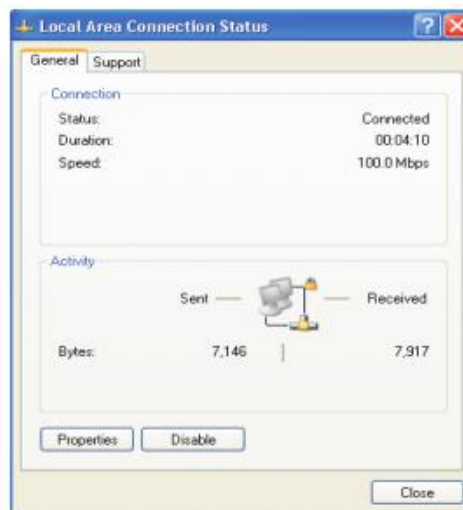 Local Area Connection Status
General Support
Connection
Status: Connected
Duration: 00:04:10
Speed: 100.0 Mbps
Activity
Sent Received
Bytes: 7,146 7,917
Properties Disable
Close